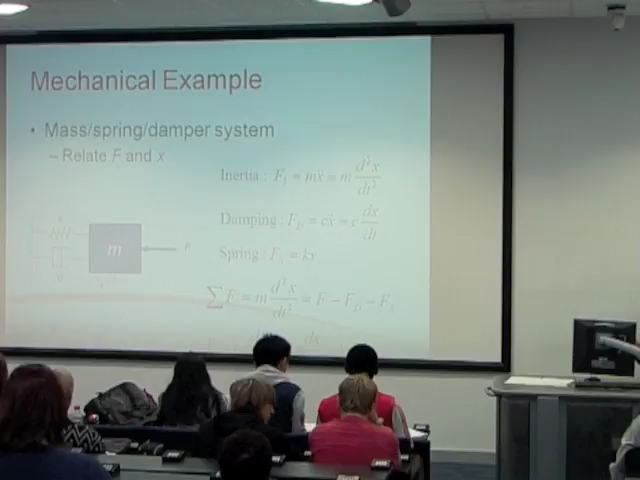 Mechanical Example
• Mass/spring/damper system
– Relate F and x
Inertia : F_I = mẍ = m d²x/dt²
Damping : F_D = cẋ = c dx/dt
Spring : F_S = kx
m
F
∑F = m d²x/dt² = F − F_D − F_S
dx